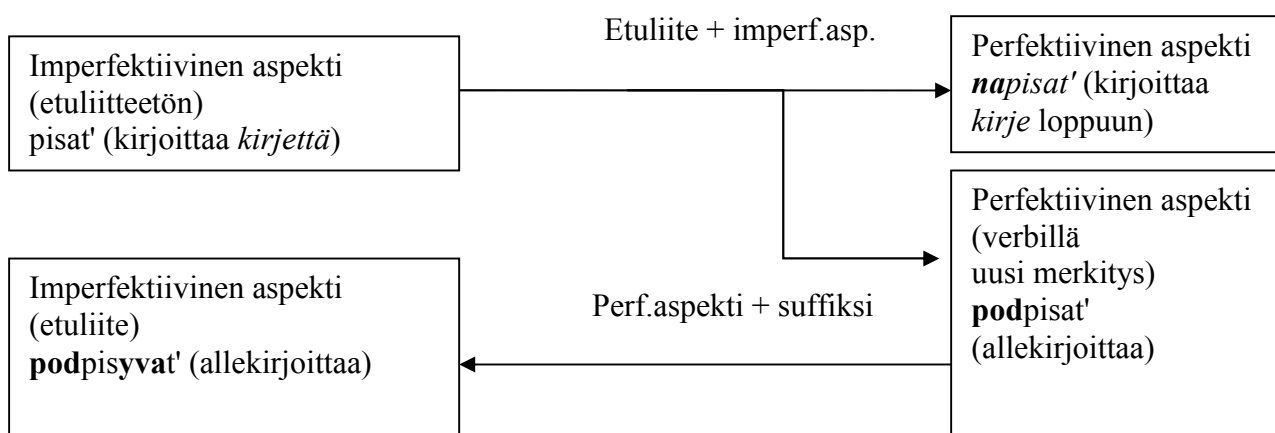 Etuliite + imperf.asp.
Imperfektiivinen aspekti
(etuliitteetön)
pisat' (kirjoittaa kirjettä)
Perfektiivinen aspekti
napisat' (kirjoittaa
kirje loppuun)
Perfektiivinen aspekti
(verbillä
uusi merkitys)
podpisat'
(allekirjoittaa)
Perf.aspekti + suffiksi
Imperfektiivinen aspekti
(etuliite)
podpisyvat' (allekirjoittaa)